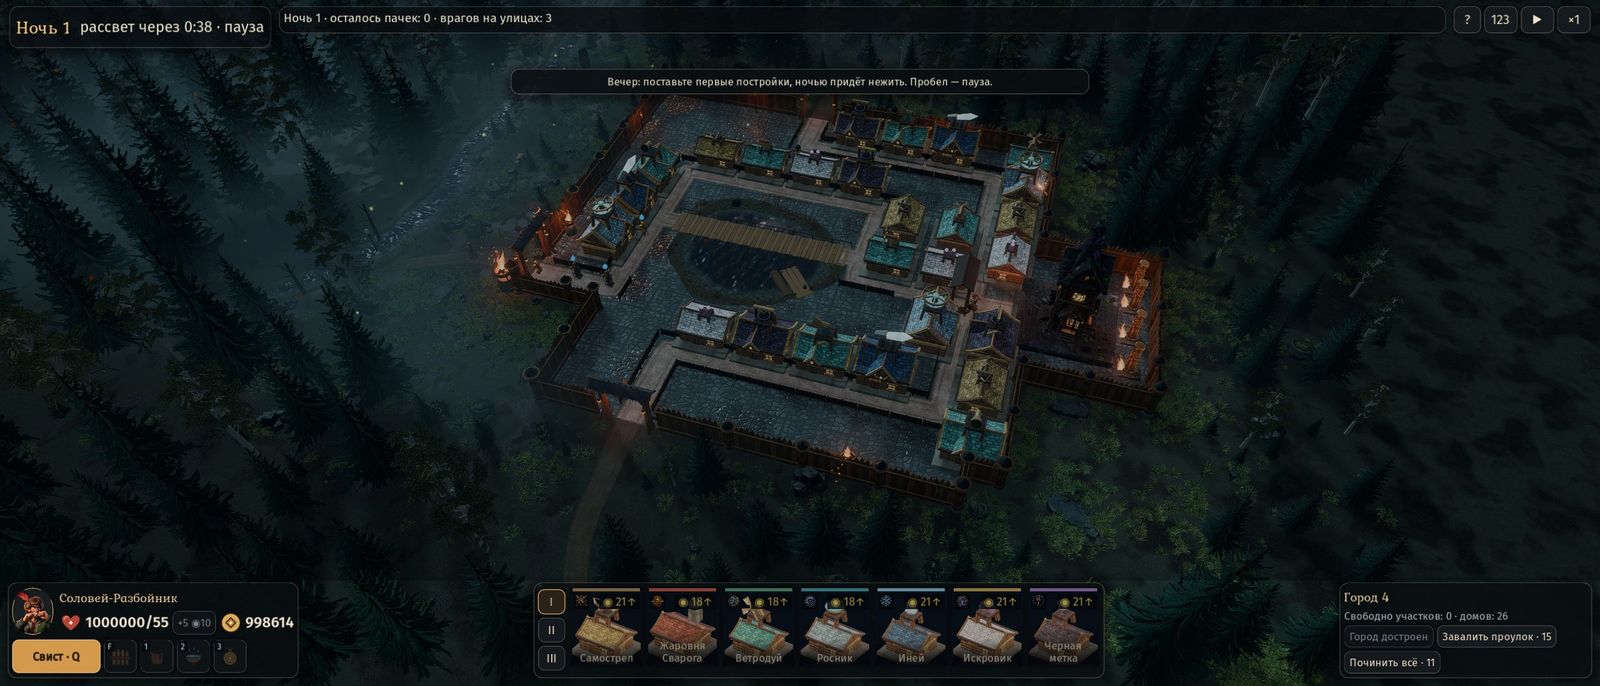 Ночь 1 рассвет через 0:38 · пауза
Ночь 1 · осталось пачек: 0 · врагов на улицах: 3
? 123 ×1
Вечер: поставьте первые постройки, ночью придёт нежить. Пробел — пауза.
Соловей-Разбойник
1000000/55 +5 10 998614
Свист · Q
F 1 2 3
I
II
III
21↑ 18↑ 18↑ 18↑ 21↑ 21↑ 21↑
Самострел
Жаровня Сварога
Ветродуй
Росник
Иней
Искровик
Черная метка
Город 4
Свободно участков: 0 · домов: 26
Город достроен
Завалить проулок · 15
Починить всё · 11